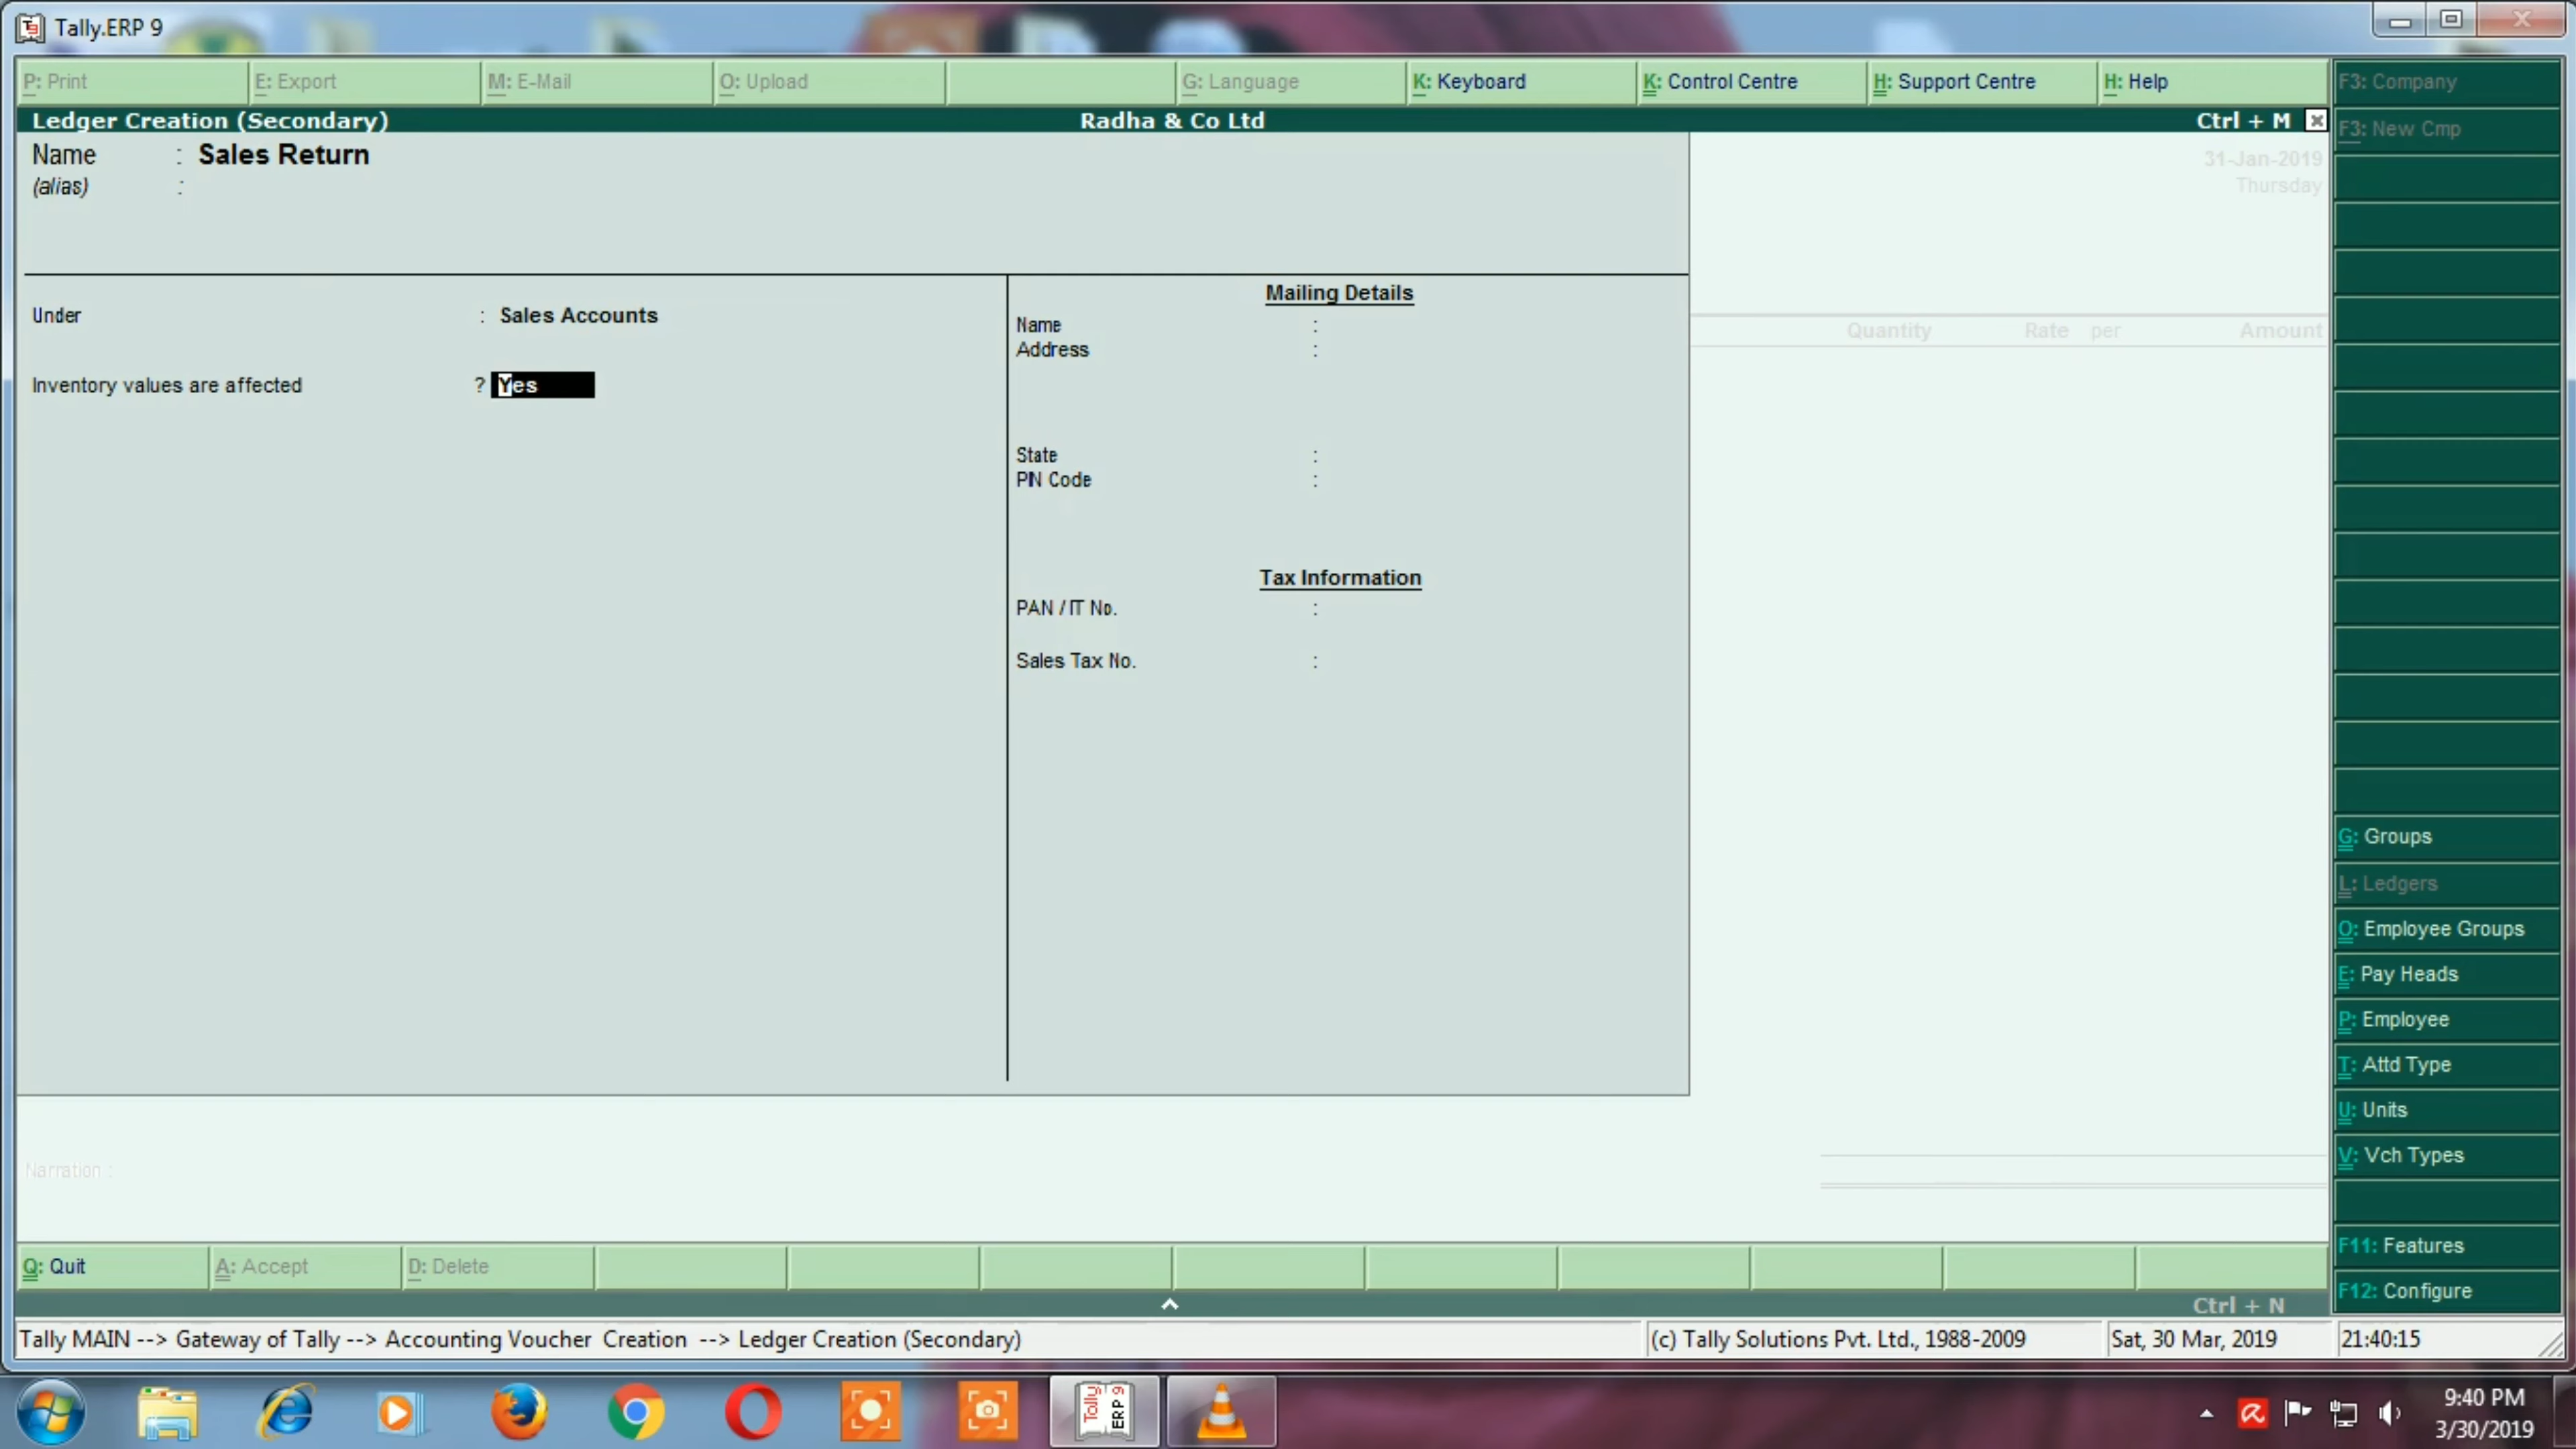 Tally.ERP 9
P: Print E: Export M: E-Mail O: Upload G: Language K: Keyboard K: Control Centre H: Support Centre H: Help
F3: Company
Ledger Creation (Secondary) Radha & Co Ltd Ctrl + M
F3: New Cmp
Name : Sales Return
31-Jan-2019
(alias) :
Thursday
Mailing Details
Under : Sales Accounts
Name :
Quantity Rate per Amount
Address :
Inventory values are affected ? Yes
State :
PIN Code :
Tax Information
PAN / IT No. :
Sales Tax No. :
G: Groups
L: Ledgers
O: Employee Groups
E: Pay Heads
P: Employee
T: Attd Type
U: Units
V: Vch Types
Narration :
F11: Features
Q: Quit A: Accept D: Delete
F12: Configure
Ctrl + N
Tally MAIN --> Gateway of Tally --> Accounting Voucher Creation --> Ledger Creation (Secondary) (c) Tally Solutions Pvt. Ltd., 1988-2009 Sat, 30 Mar, 2019 21:40:15
Tally ERP 9
9:40 PM
3/30/2019